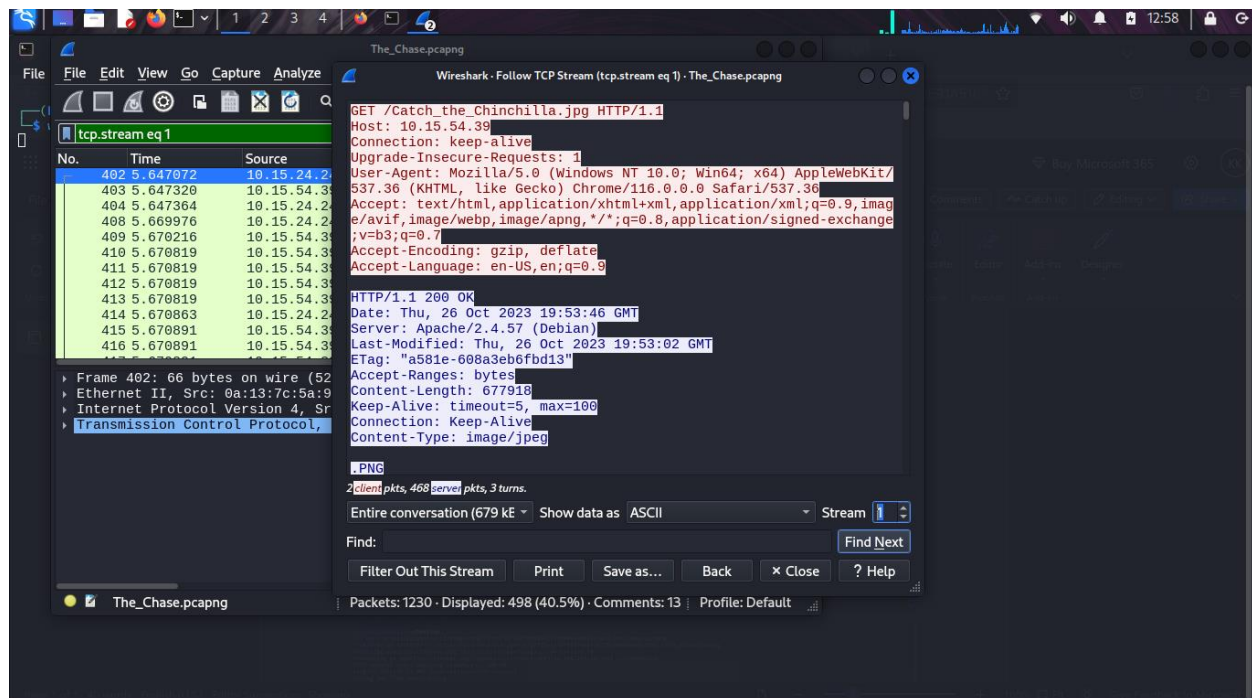 1 2 3 4
12:58
The_Chase.pcapng
File
File Edit View Go Capture Analyze
Wireshark · Follow TCP Stream (tcp.stream eq 1) · The_Chase.pcapng
tcp.stream eq 1
No. Time Source
402 5.647072 10.15.24.2
403 5.647320 10.15.54.3
404 5.647364 10.15.24.2
408 5.669976 10.15.24.2
409 5.670216 10.15.54.3
410 5.670819 10.15.54.3
411 5.670819 10.15.54.3
412 5.670819 10.15.54.3
413 5.670819 10.15.54.3
414 5.670863 10.15.24.2
415 5.670891 10.15.54.3
416 5.670891 10.15.54.3
Frame 402: 66 bytes on wire (52
Ethernet II, Src: 0a:13:7c:5a:9
Internet Protocol Version 4, Sr
Transmission Control Protocol,
GET /Catch_the_Chinchilla.jpg HTTP/1.1
Host: 10.15.54.39
Connection: keep-alive
Upgrade-Insecure-Requests: 1
User-Agent: Mozilla/5.0 (Windows NT 10.0; Win64; x64) AppleWebKit/
537.36 (KHTML, like Gecko) Chrome/116.0.0.0 Safari/537.36
Accept: text/html,application/xhtml+xml,application/xml;q=0.9,imag
e/avif,image/webp,image/apng,*/*;q=0.8,application/signed-exchange
;v=b3;q=0.7
Accept-Encoding: gzip, deflate
Accept-Language: en-US,en;q=0.9
HTTP/1.1 200 OK
Date: Thu, 26 Oct 2023 19:53:46 GMT
Server: Apache/2.4.57 (Debian)
Last-Modified: Thu, 26 Oct 2023 19:53:02 GMT
ETag: "a581e-608a3eb6fbd13"
Accept-Ranges: bytes
Content-Length: 677918
Keep-Alive: timeout=5, max=100
Connection: Keep-Alive
Content-Type: image/jpeg
.PNG
2 client pkts, 468 server pkts, 3 turns.
Entire conversation (679 kE Show data as ASCII Stream 1
Find: Find Next
Filter Out This Stream Print Save as... Back × Close ? Help
The_Chase.pcapng Packets: 1230 · Displayed: 498 (40.5%) · Comments: 13 Profile: Default
Buy Microsoft 365